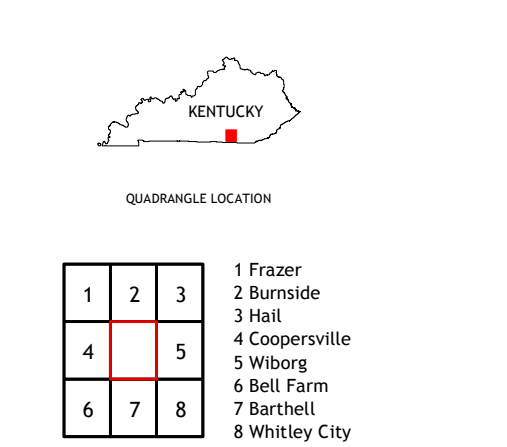 KENTUCKY
QUADRANGLE LOCATION
1 2 3
4 5
6 7 8
1 Frazer
2 Burnside
3 Hail
4 Coopersville
5 Wiborg
6 Bell Farm
7 Barthell
8 Whitley City